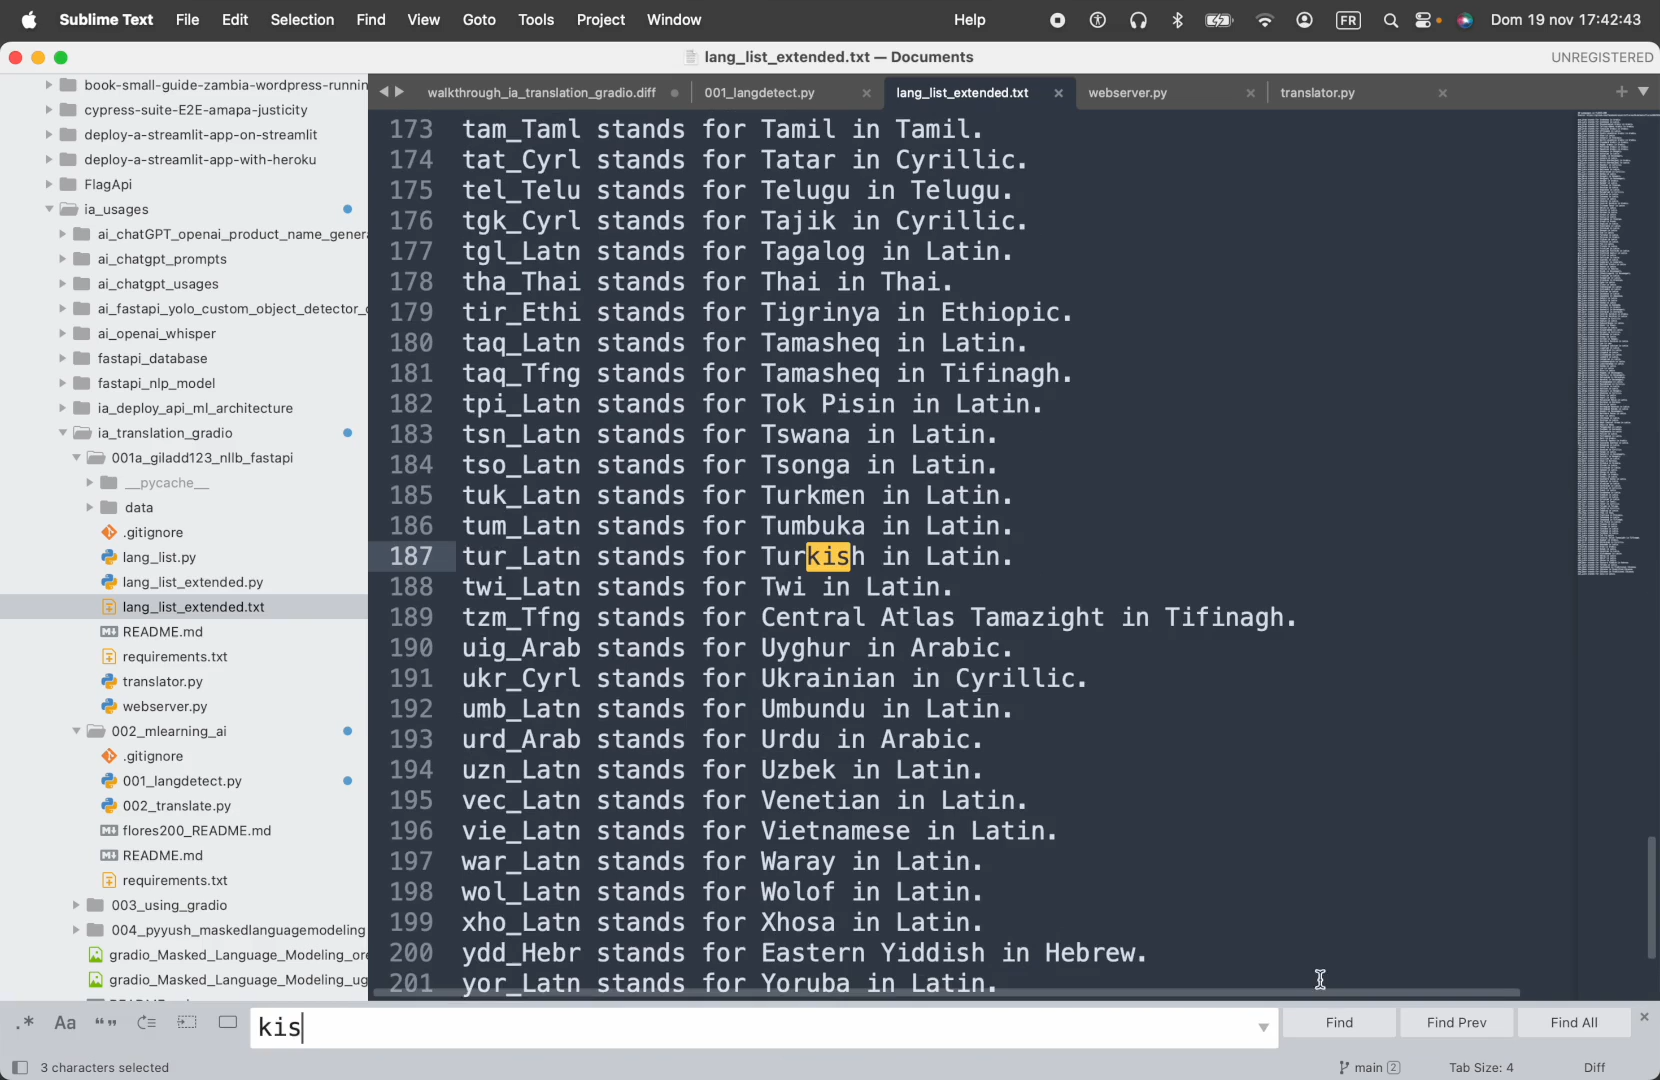 Sublime Text File Edit Selection Find View Goto Tools Project Window Help FR Dom 19 nov 17:42:43
lang_list_extended.txt — Documents UNREGISTERED
walkthrough_ia_translation_gradio.diff 001_langdetect.py lang_list_extended.txt webserver.py translator.py
book-small-guide-zambia-wordpress-runnin
cypress-suite-E2E-amapa-justicity
deploy-a-streamlit-app-on-streamlit
deploy-a-streamlit-app-with-heroku
FlagApi
ia_usages
ai_chatGPT_openai_product_name_genera
ai_chatgpt_prompts
ai_chatgpt_usages
ai_fastapi_yolo_custom_object_detector_
ai_openai_whisper
fastapi_database
fastapi_nlp_model
ia_deploy_api_ml_architecture
ia_translation_gradio
001a_giladd123_nllb_fastapi
__pycache__
data
.gitignore
lang_list.py
lang_list_extended.py
lang_list_extended.txt
README.md
requirements.txt
translator.py
webserver.py
002_mlearning_ai
.gitignore
001_langdetect.py
002_translate.py
flores200_README.md
README.md
requirements.txt
003_using_gradio
004_pyyush_maskedlanguagemodeling
gradio_Masked_Language_Modeling_ore
gradio_Masked_Language_Modeling_ug
173 tam_Taml stands for Tamil in Tamil.
174 tat_Cyrl stands for Tatar in Cyrillic.
175 tel_Telu stands for Telugu in Telugu.
176 tgk_Cyrl stands for Tajik in Cyrillic.
177 tgl_Latn stands for Tagalog in Latin.
178 tha_Thai stands for Thai in Thai.
179 tir_Ethi stands for Tigrinya in Ethiopic.
180 taq_Latn stands for Tamasheq in Latin.
181 taq_Tfng stands for Tamasheq in Tifinagh.
182 tpi_Latn stands for Tok Pisin in Latin.
183 tsn_Latn stands for Tswana in Latin.
184 tso_Latn stands for Tsonga in Latin.
185 tuk_Latn stands for Turkmen in Latin.
186 tum_Latn stands for Tumbuka in Latin.
187 tur_Latn stands for Turkish in Latin.
188 twi_Latn stands for Twi in Latin.
189 tzm_Tfng stands for Central Atlas Tamazight in Tifinagh.
190 uig_Arab stands for Uyghur in Arabic.
191 ukr_Cyrl stands for Ukrainian in Cyrillic.
192 umb_Latn stands for Umbundu in Latin.
193 urd_Arab stands for Urdu in Arabic.
194 uzn_Latn stands for Uzbek in Latin.
195 vec_Latn stands for Venetian in Latin.
196 vie_Latn stands for Vietnamese in Latin.
197 war_Latn stands for Waray in Latin.
198 wol_Latn stands for Wolof in Latin.
199 xho_Latn stands for Xhosa in Latin.
200 ydd_Hebr stands for Eastern Yiddish in Hebrew.
201 yor_Latn stands for Yoruba in Latin.
.* Aa “” kis Find Find Prev Find All
3 characters selected main 2 Tab Size: 4 Diff